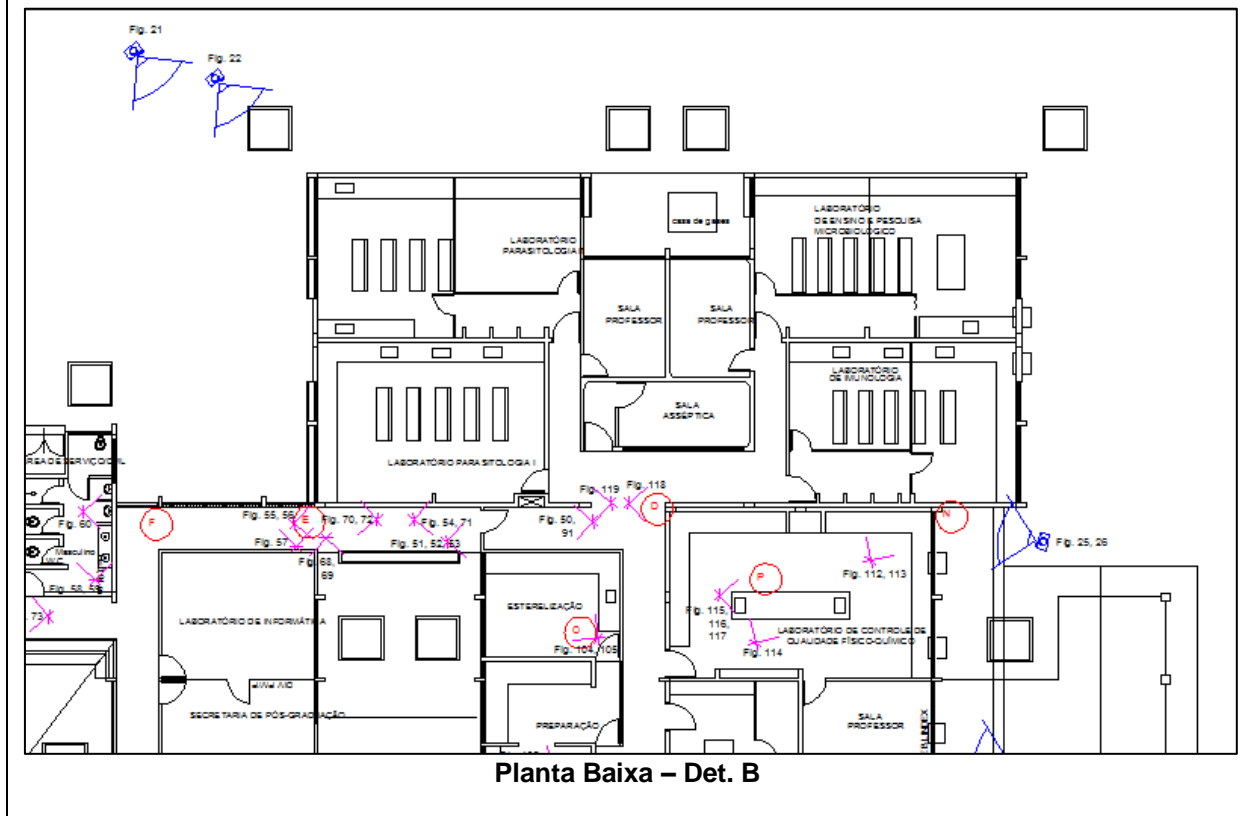 Fig. 21
Fig. 22
casa de gases
LABORATÓRIO
DE ENSINO E PESQUISA
MICROBIOLÓGICO
LABORATÓRIO
PARASITOLOGIA II
SALA
PROFESSOR
SALA
PROFESSOR
LABORATÓRIO
DE IMUNOLOGIA
SALA
ASSÉPTICA
LABORATÓRIO PARASITOLOGIA I
Fig. 60
Masculino
Fig. 58, 59
73
F
Fig. 55, 56
E
Fig. 57
Fig. 68,
69
Fig. 70, 72
Fig. 54, 71
Fig. 51, 52, 53
Fig. 50,
91
Fig. 119
Fig. 118
D
N
Fig. 25, 26
Fig. 112, 113
P
Fig. 115,
116,
117
Fig. 114
LABORATÓRIO DE CONTROLE DE
QUALIDADE FÍSICO-QUÍMICO
ESTERELIZAÇÃO
O
Fig. 104, 105
LABORATÓRIO DE INFORMÁTICA
DIV PMP
SECRETARIA DE PÓS-GRADUAÇÃO
PREPARAÇÃO
SALA
PROFESSOR
Planta Baixa – Det. B